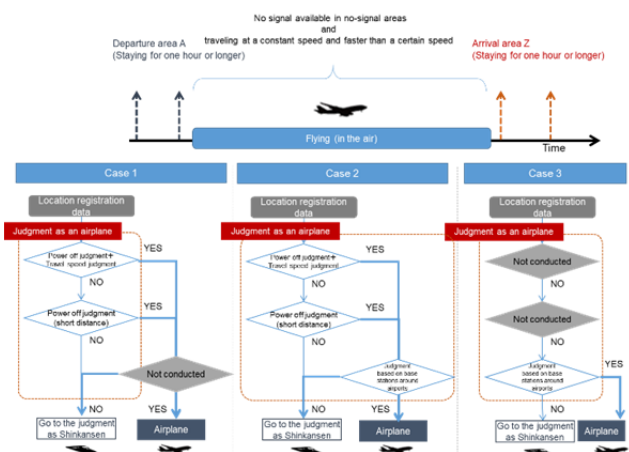 No signal available in no-signal areas
and
traveling at a constant speed and faster than a certain speed
Departure area A
(Staying for one hour or longer)
Arrival area Z
(Staying for one hour or longer)
Flying (in the air)
Time
Case 1
Location registration
data
Judgment as an airplane
Power off judgment+
Travel speed judgment
YES
NO
Power off judgment
(short distance)
YES
NO
Not conducted
NO
YES
Go to the judgment
as Shinkansen
Airplane
Case 2
Location registration
data
Judgment as an airplane
Power off judgment+
Travel speed judgment
YES
NO
Power off judgment
(short distance)
YES
NO
Judgment
based on base
stations around
airports
NO
YES
Go to the judgment
as Shinkansen
Airplane
Case 3
Location registration
data
Judgment as an airplane
Not conducted
NO
Not conducted
NO
Judgment
based on base
stations around
airports
YES
NO
Go to the judgment
as Shinkansen
Airplane